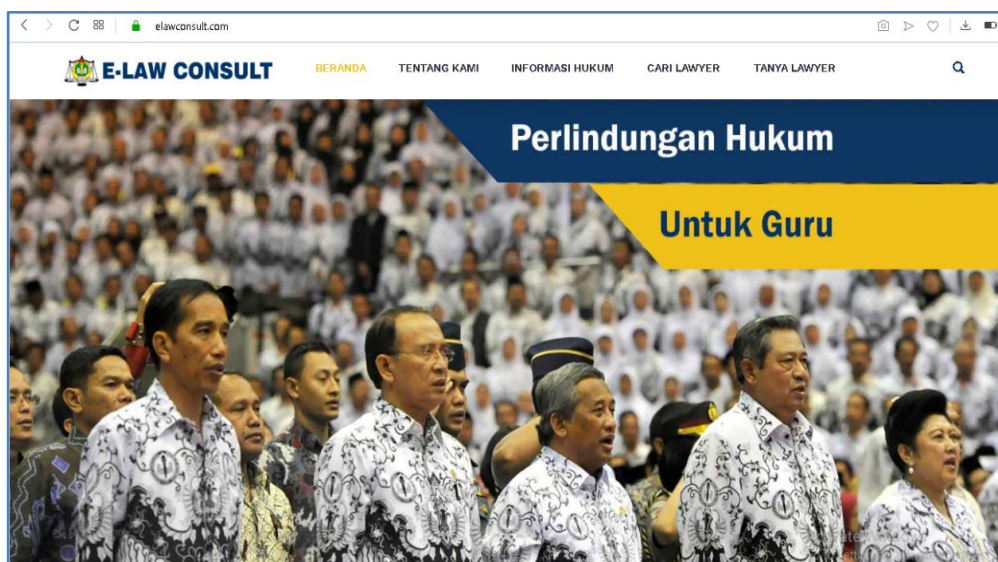 elawconsult.com
E-LAW CONSULT
BERANDA TENTANG KAMI INFORMASI HUKUM CARI LAWYER TANYA LAWYER
Perlindungan Hukum
Untuk Guru